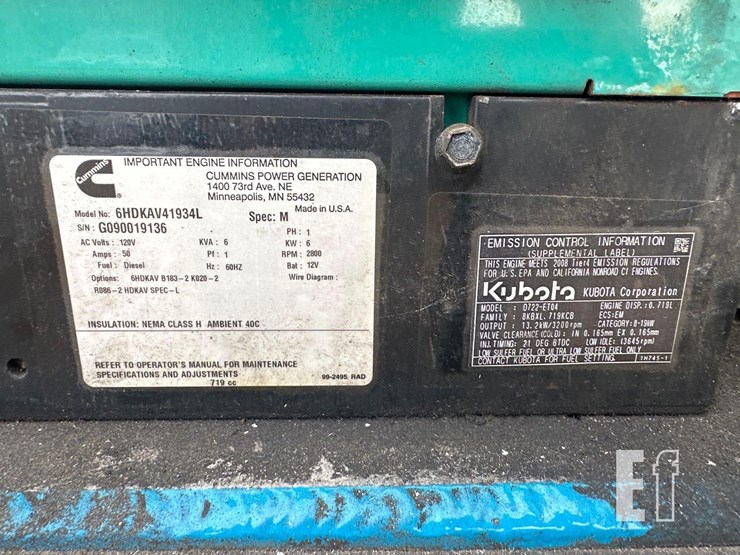 Cummins
IMPORTANT ENGINE INFORMATION
CUMMINS POWER GENERATION
1400 73rd Ave. NE
Minneapolis, MN 55432
Made in U.S.A.
Model No: 6HDKAV41934L Spec: M
S/N : G090019136
AC Volts : 120V KVA : 6 PH : 1
Amps : 50 Pf : 1 KW : 6
Fuel : Diesel Hz : 60HZ RPM : 2800
Bat : 12V
Options: 6HDKAV B183-2 K020-2 Wire Diagram :
R086-2 HDKAV SPEC-L
INSULATION: NEMA CLASS H AMBIENT 40C
REFER TO OPERATOR'S MANUAL FOR MAINTENANCE
SPECIFICATIONS AND ADJUSTMENTS 99-2495 RAD
719 cc
EMISSION CONTROL INFORMATION
(SUPPLEMENTAL LABEL)
THIS ENGINE MEETS 2008 Tier4 EMISSION REGULATIONS
FOR U.S. EPA AND CALIFORNIA NONROAD CI ENGINES.
Kubota KUBOTA Corporation
MODEL : D722-ET04 ENGINE DISP.: 0.719L
FAMILY : 8KBXL.719KCB ECS:EM
OUTPUT : 13.2kW/3200rpm CATEGORY: 8-19kW
VALVE CLEARANCE (COLD): IN 0.165mm EX 0.165mm
INJ. TIMING: 21 DEG BTDC LOW IDLE: (3645rpm)
LOW SULFER FUEL OR ULTRA LOW SULFER FUEL ONLY
CONTACT KUBOTA FOR FUEL SETTING. 1H745-1
Ef